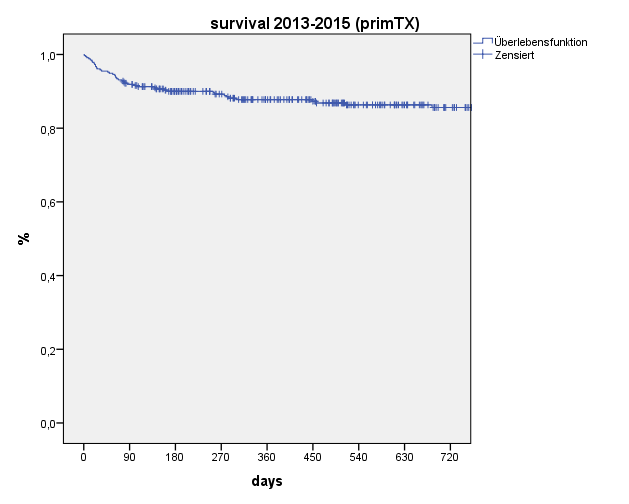 survival 2013-2015 (primTX)
Überlebensfunktion
Zensiert
1,0
0,8
0,6
0,4
0,2
0,0
%
0 90 180 270 360 450 540 630 720
days